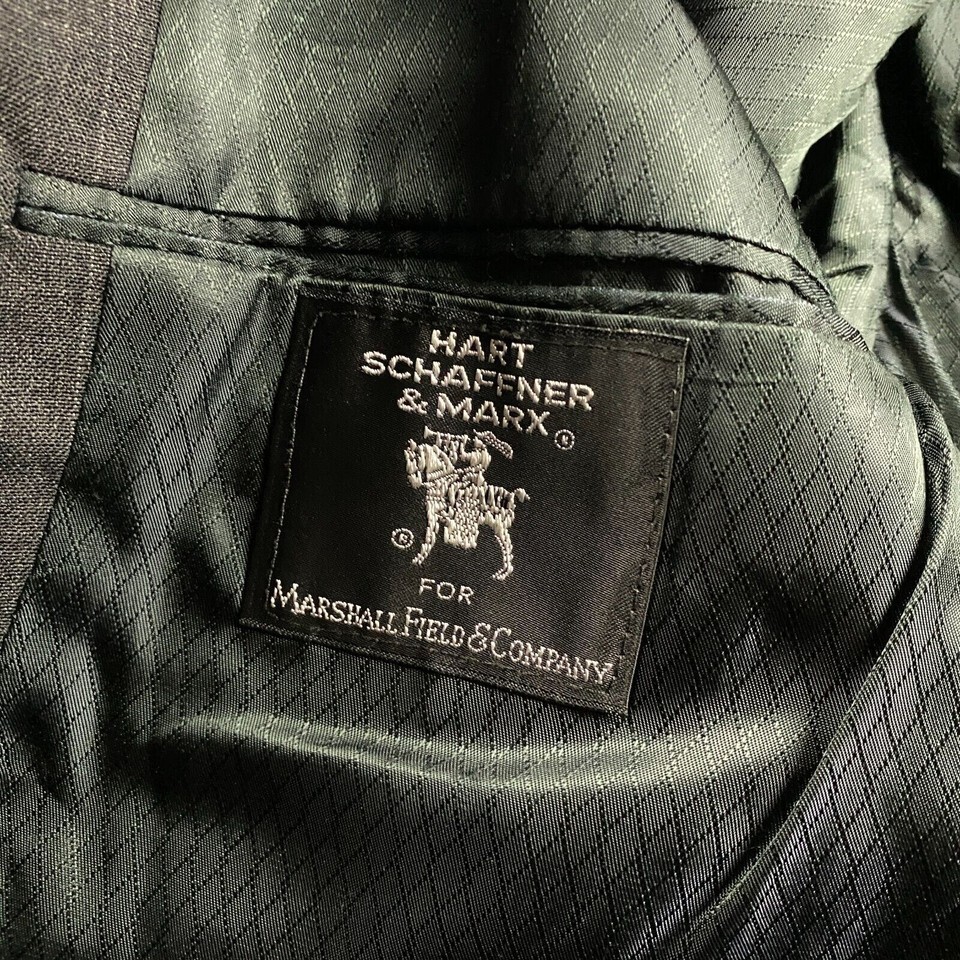 HART
SCHAFFNER
& MARX ®
®
FOR
MARSHALL FIELD & COMPANY